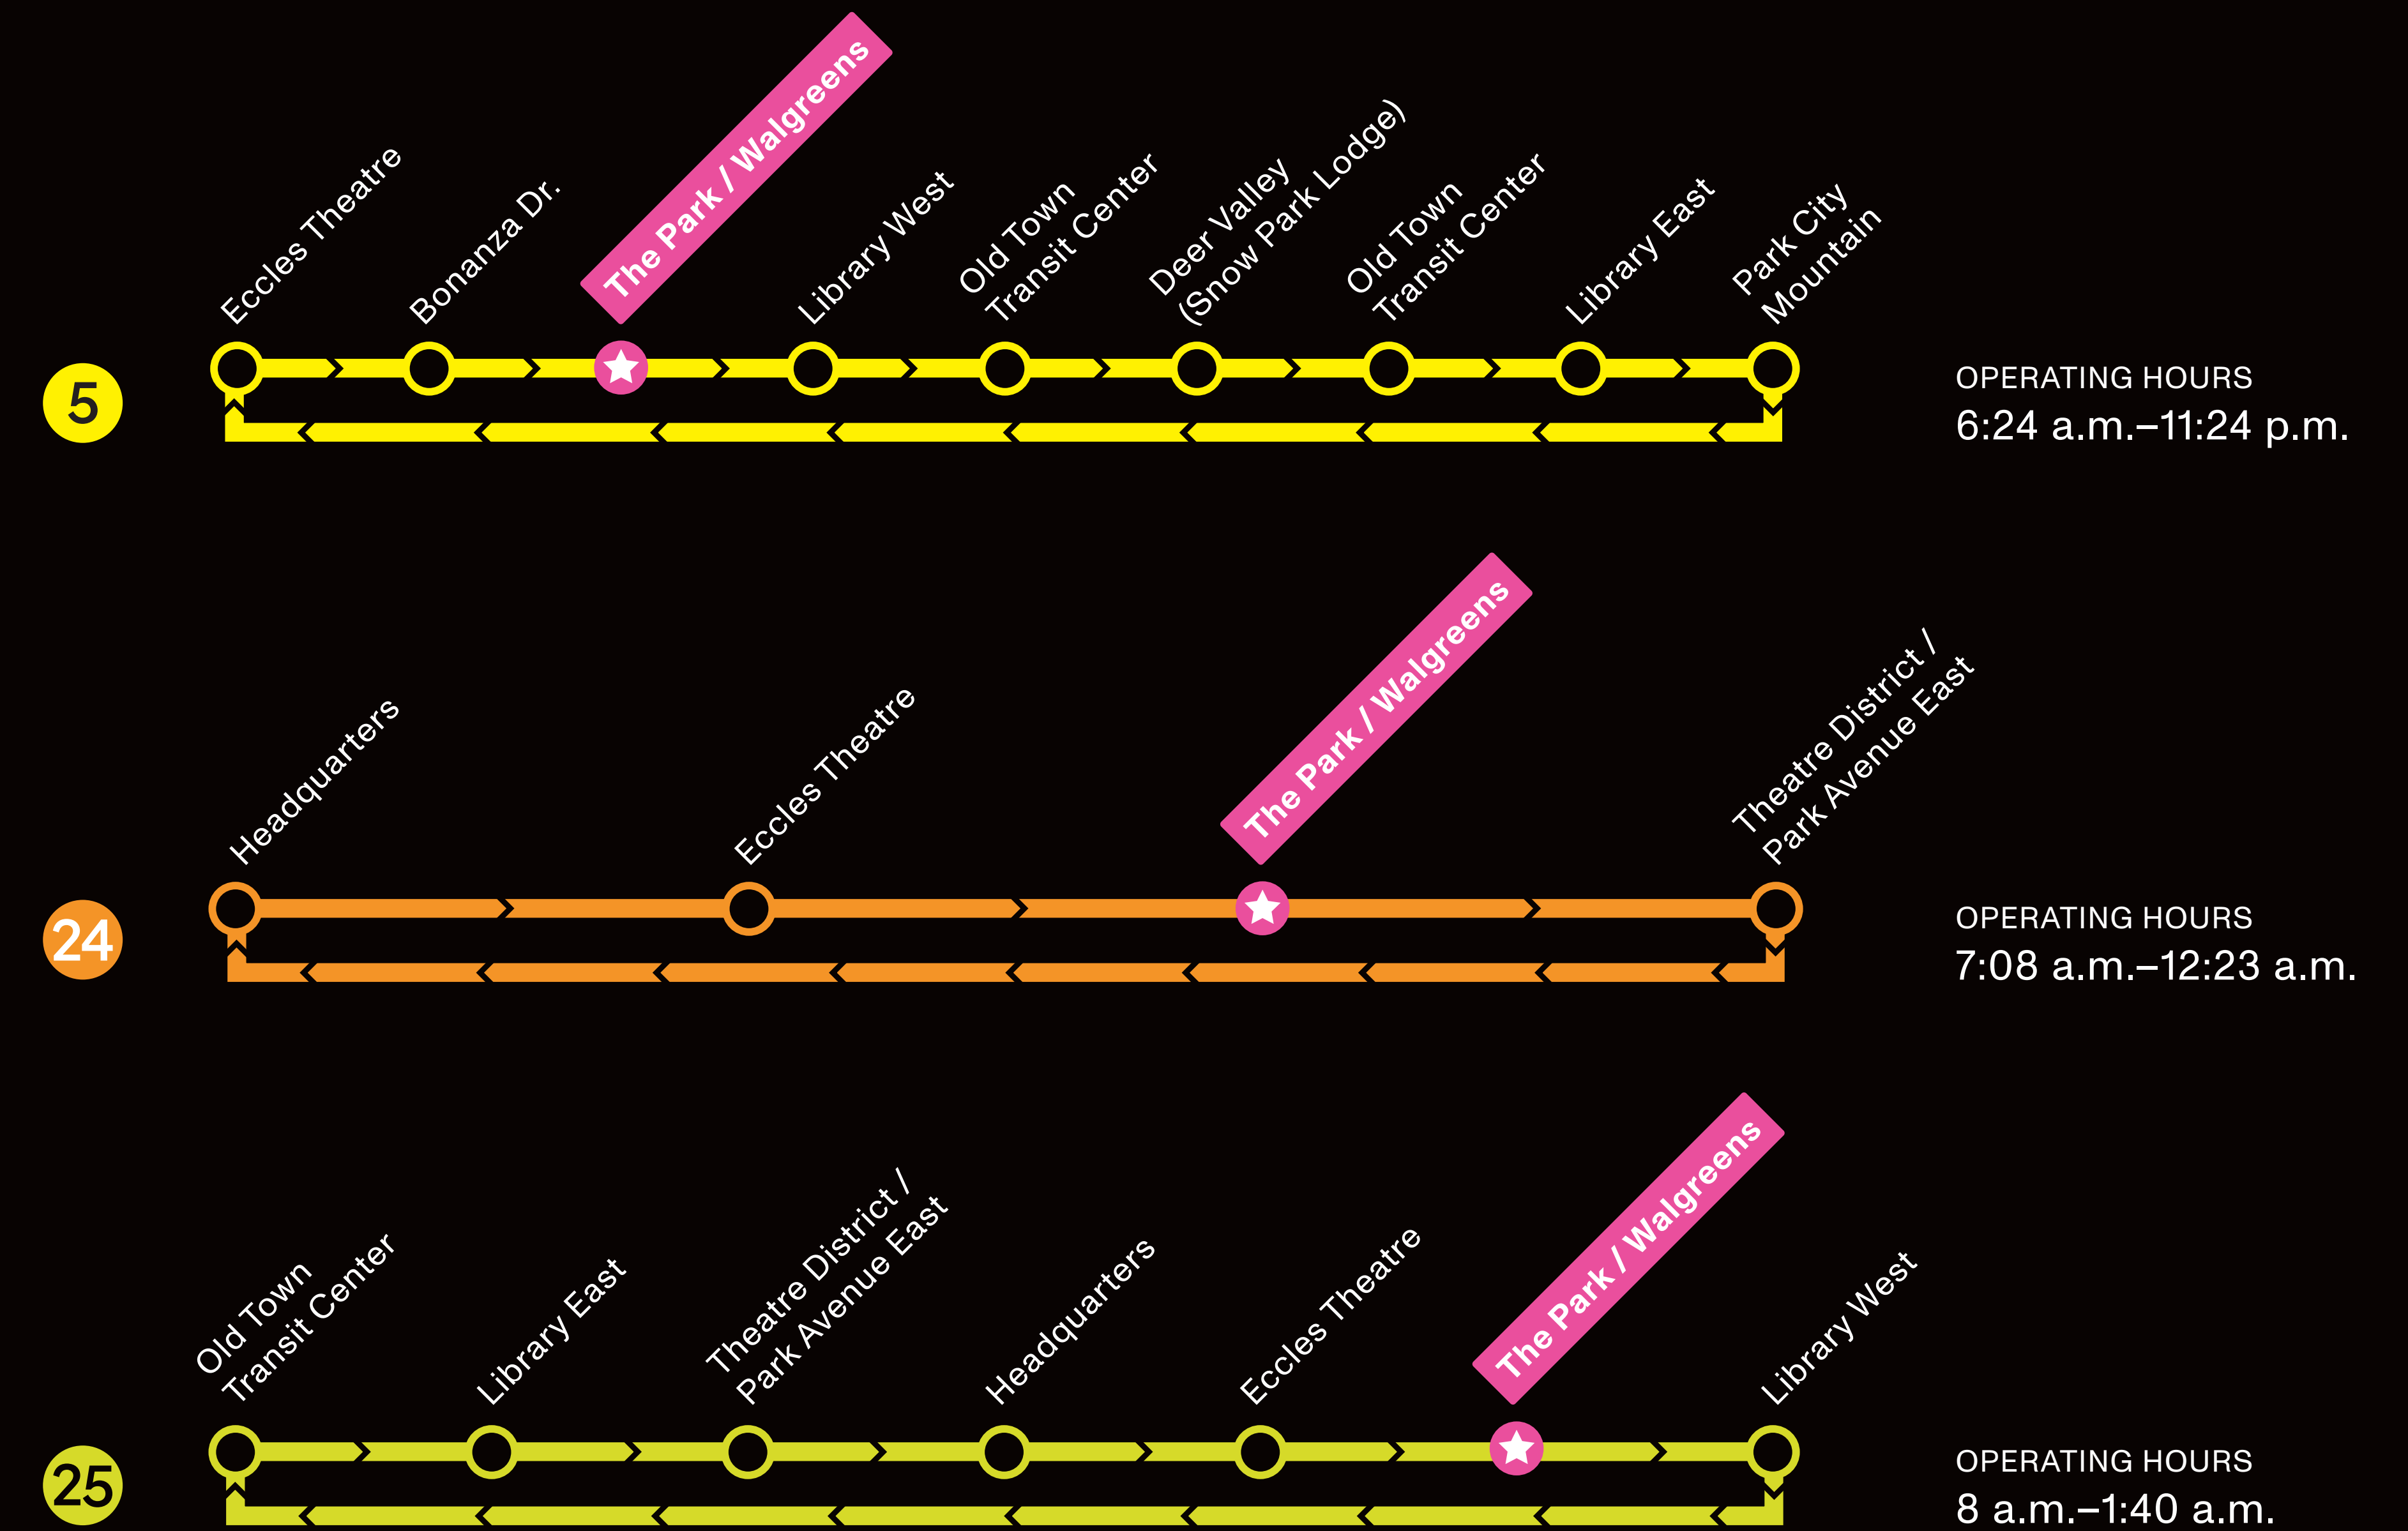 Eccles Theatre
Bonanza Dr.
The Park / Walgreens
Library West
Old Town
Transit Center
Deer Valley
(Snow Park Lodge)
Old Town
Transit Center
Library East
Park City
Mountain
5
OPERATING HOURS
6:24 a.m.–11:24 p.m.
Headquarters
Eccles Theatre
The Park / Walgreens
Theatre District /
Park Avenue East
24
OPERATING HOURS
7:08 a.m.–12:23 a.m.
Old Town
Transit Center
Library East
Theatre District /
Park Avenue East
Headquarters
Eccles Theatre
The Park / Walgreens
Library West
25
OPERATING HOURS
8 a.m.–1:40 a.m.